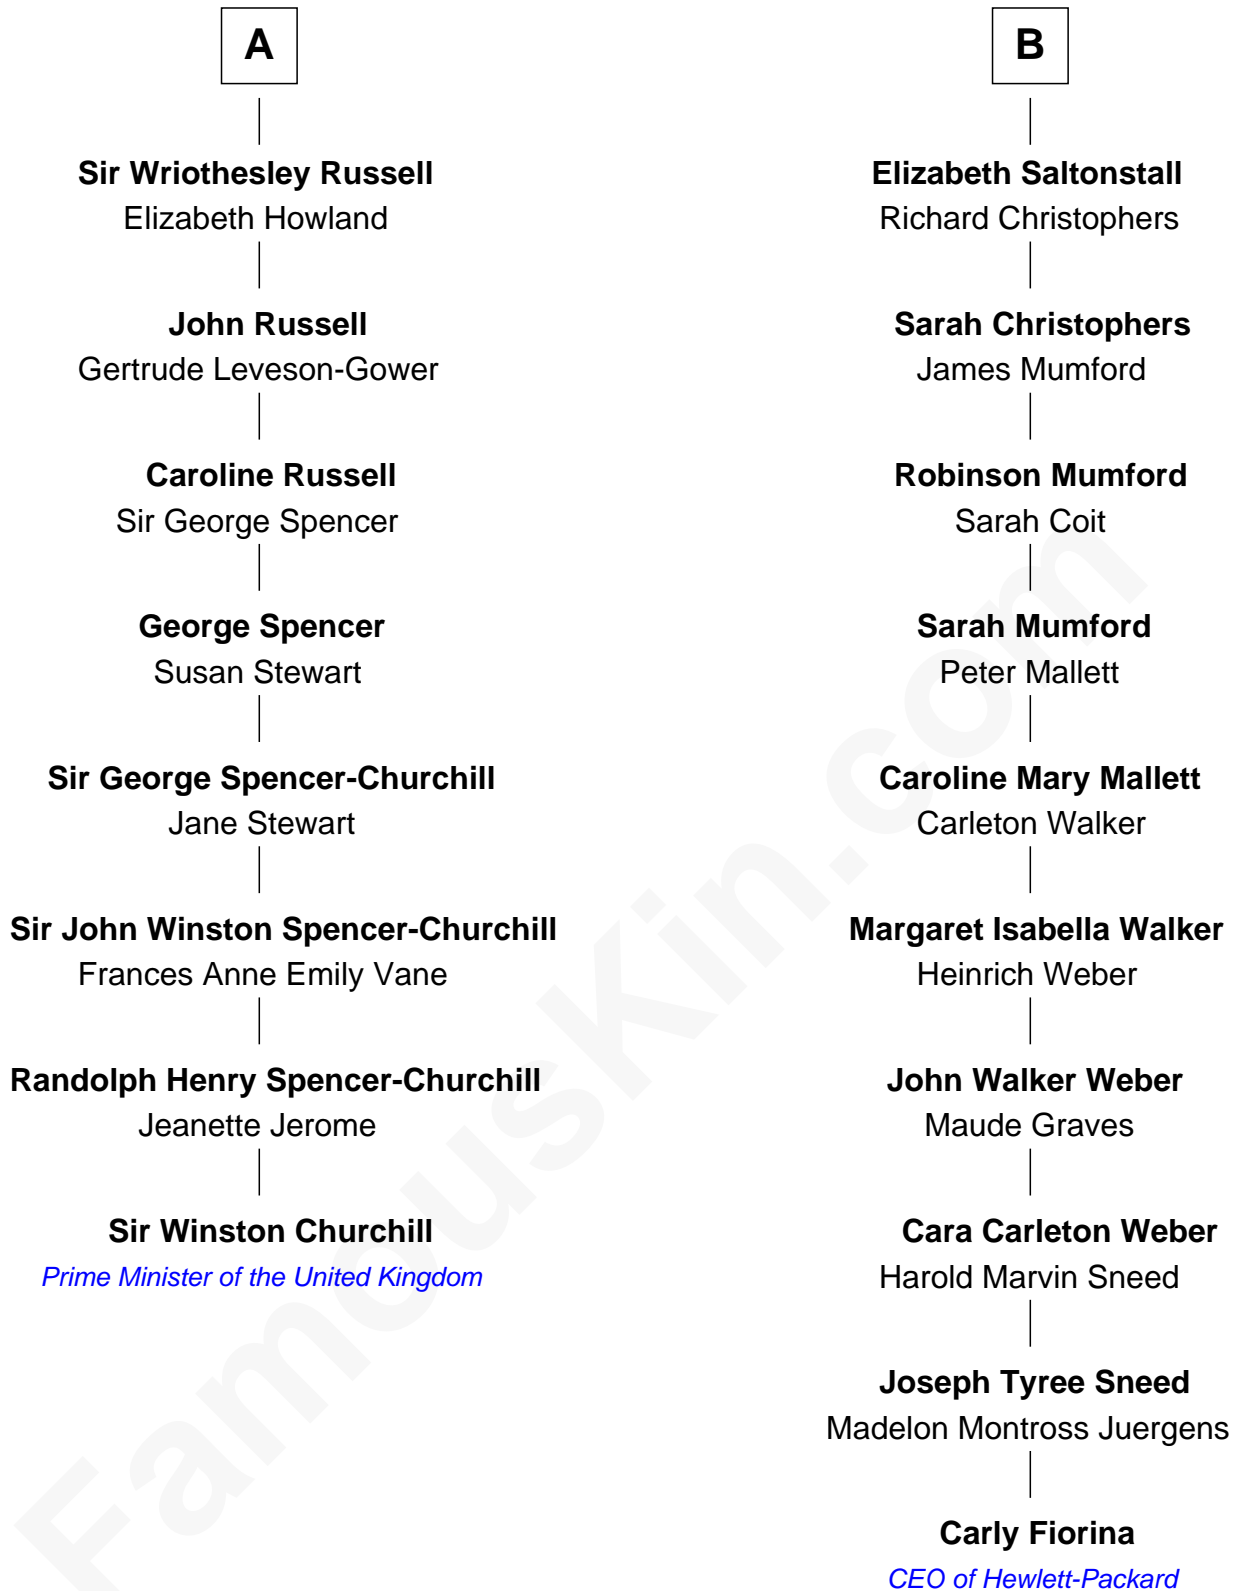 A
Sir Wriothesley Russell
Elizabeth Howland
John Russell
Gertrude Leveson-Gower
Caroline Russell
Sir George Spencer
George Spencer
Susan Stewart
Sir George Spencer-Churchill
Jane Stewart
Sir John Winston Spencer-Churchill
Frances Anne Emily Vane
Randolph Henry Spencer-Churchill
Jeanette Jerome
Sir Winston Churchill
Prime Minister of the United Kingdom
B
Elizabeth Saltonstall
Richard Christophers
Sarah Christophers
James Mumford
Robinson Mumford
Sarah Coit
Sarah Mumford
Peter Mallett
Caroline Mary Mallett
Carleton Walker
Margaret Isabella Walker
Heinrich Weber
John Walker Weber
Maude Graves
Cara Carleton Weber
Harold Marvin Sneed
Joseph Tyree Sneed
Madelon Montross Juergens
Carly Fiorina
CEO of Hewlett-Packard
FamousKin.com